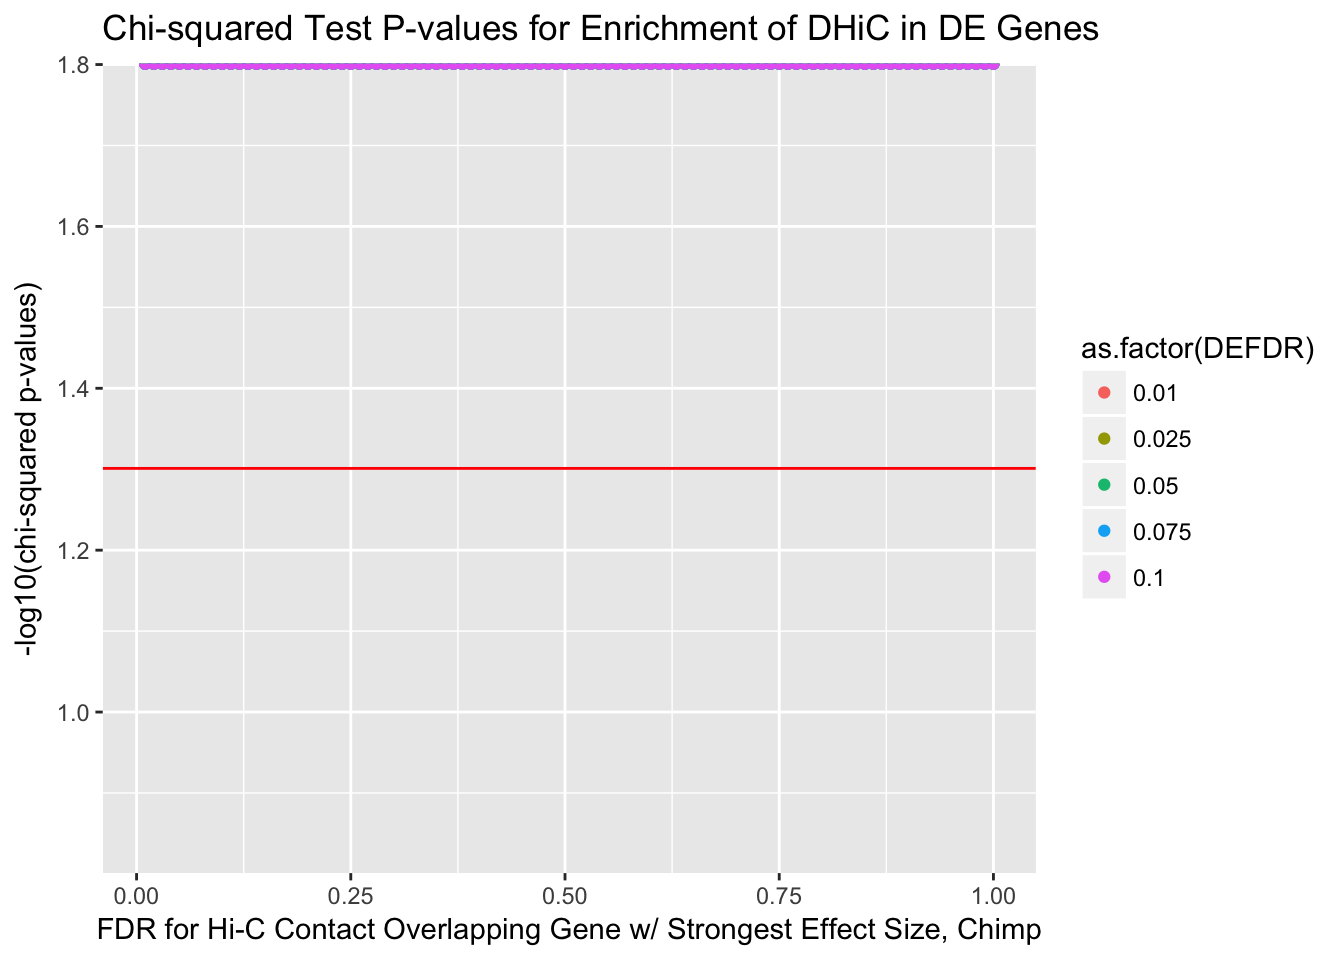 Chi-squared Test P-values for Enrichment of DHiC in DE Genes
1.8
1.6
1.4
1.2
1.0
-log10(chi-squared p-values)
0.00 0.25 0.50 0.75 1.00
FDR for Hi-C Contact Overlapping Gene w/ Strongest Effect Size, Chimp
as.factor(DEFDR)
0.01
0.025
0.05
0.075
0.1